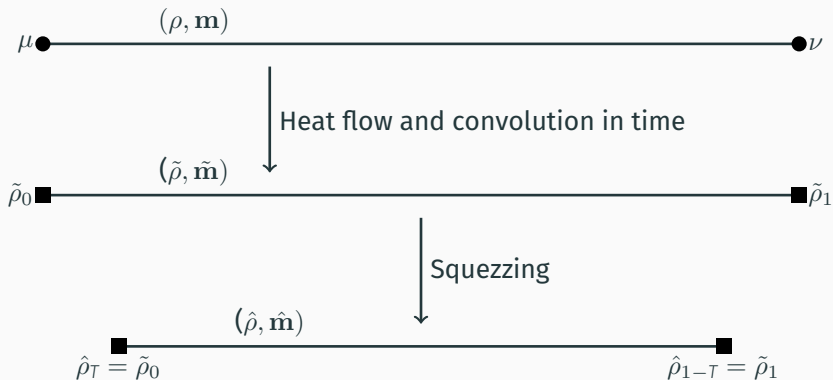 (ρ, m)
μ ν
Heat flow and convolution in time
(ρ̃, m̃)
ρ̃₀ ρ̃₁
Squezzing
(ρ̂, m̂)
ρ̂_T = ρ̃₀ ρ̂_{1−T} = ρ̃₁